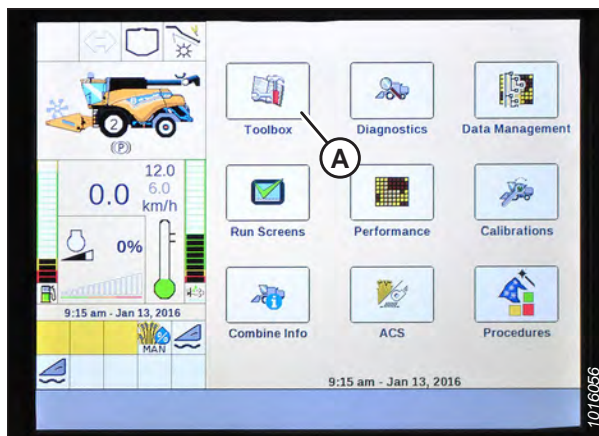 Toolbox
Diagnostics
Data Management
A
2
(P)
12.0
6.0
0.0 km/h
Run Screens
Performance
Calibrations
0%
F
9:15 am - Jan 13, 2016
MAN
Combine Info
ACS
Procedures
9:15 am - Jan 13, 2016
1016056